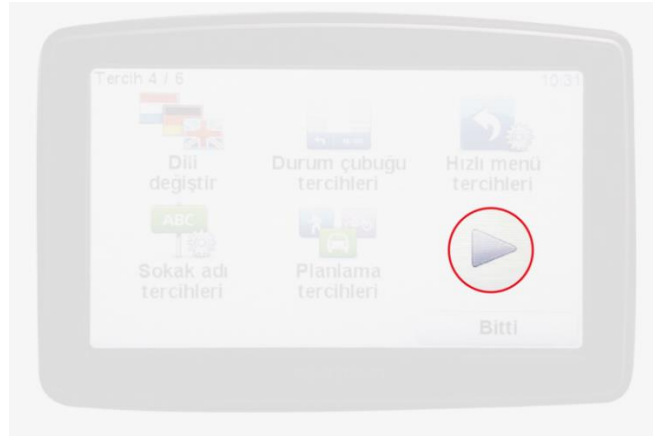 Tercih 4 / 6
10:31
Dili
değiştir
Durum çubuğu
tercihleri
Hızlı menü
tercihleri
ABC
Sokak adı
tercihleri
Planlama
tercihleri
Bitti